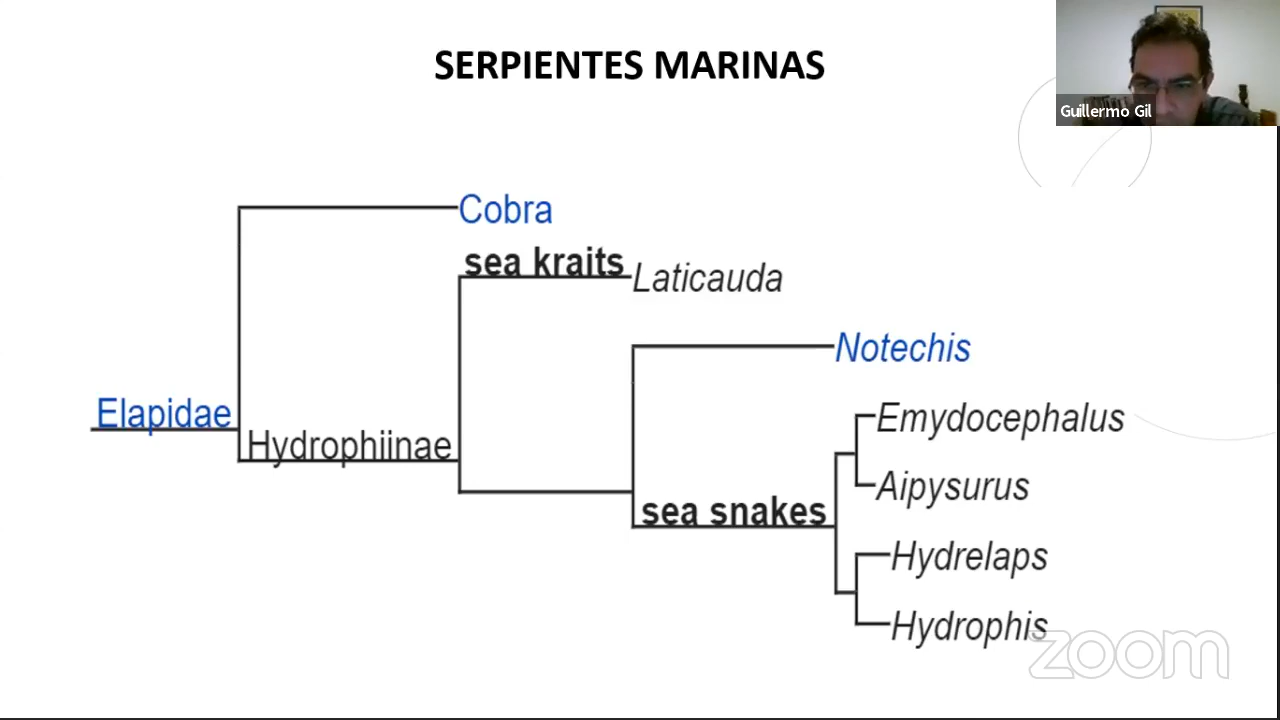 SERPIENTES MARINAS
Guillermo Gil
Cobra
sea kraits
Laticauda
Notechis
Elapidae
Hydrophiinae
Emydocephalus
Aipysurus
sea snakes
Hydrelaps
Hydrophis
zoom